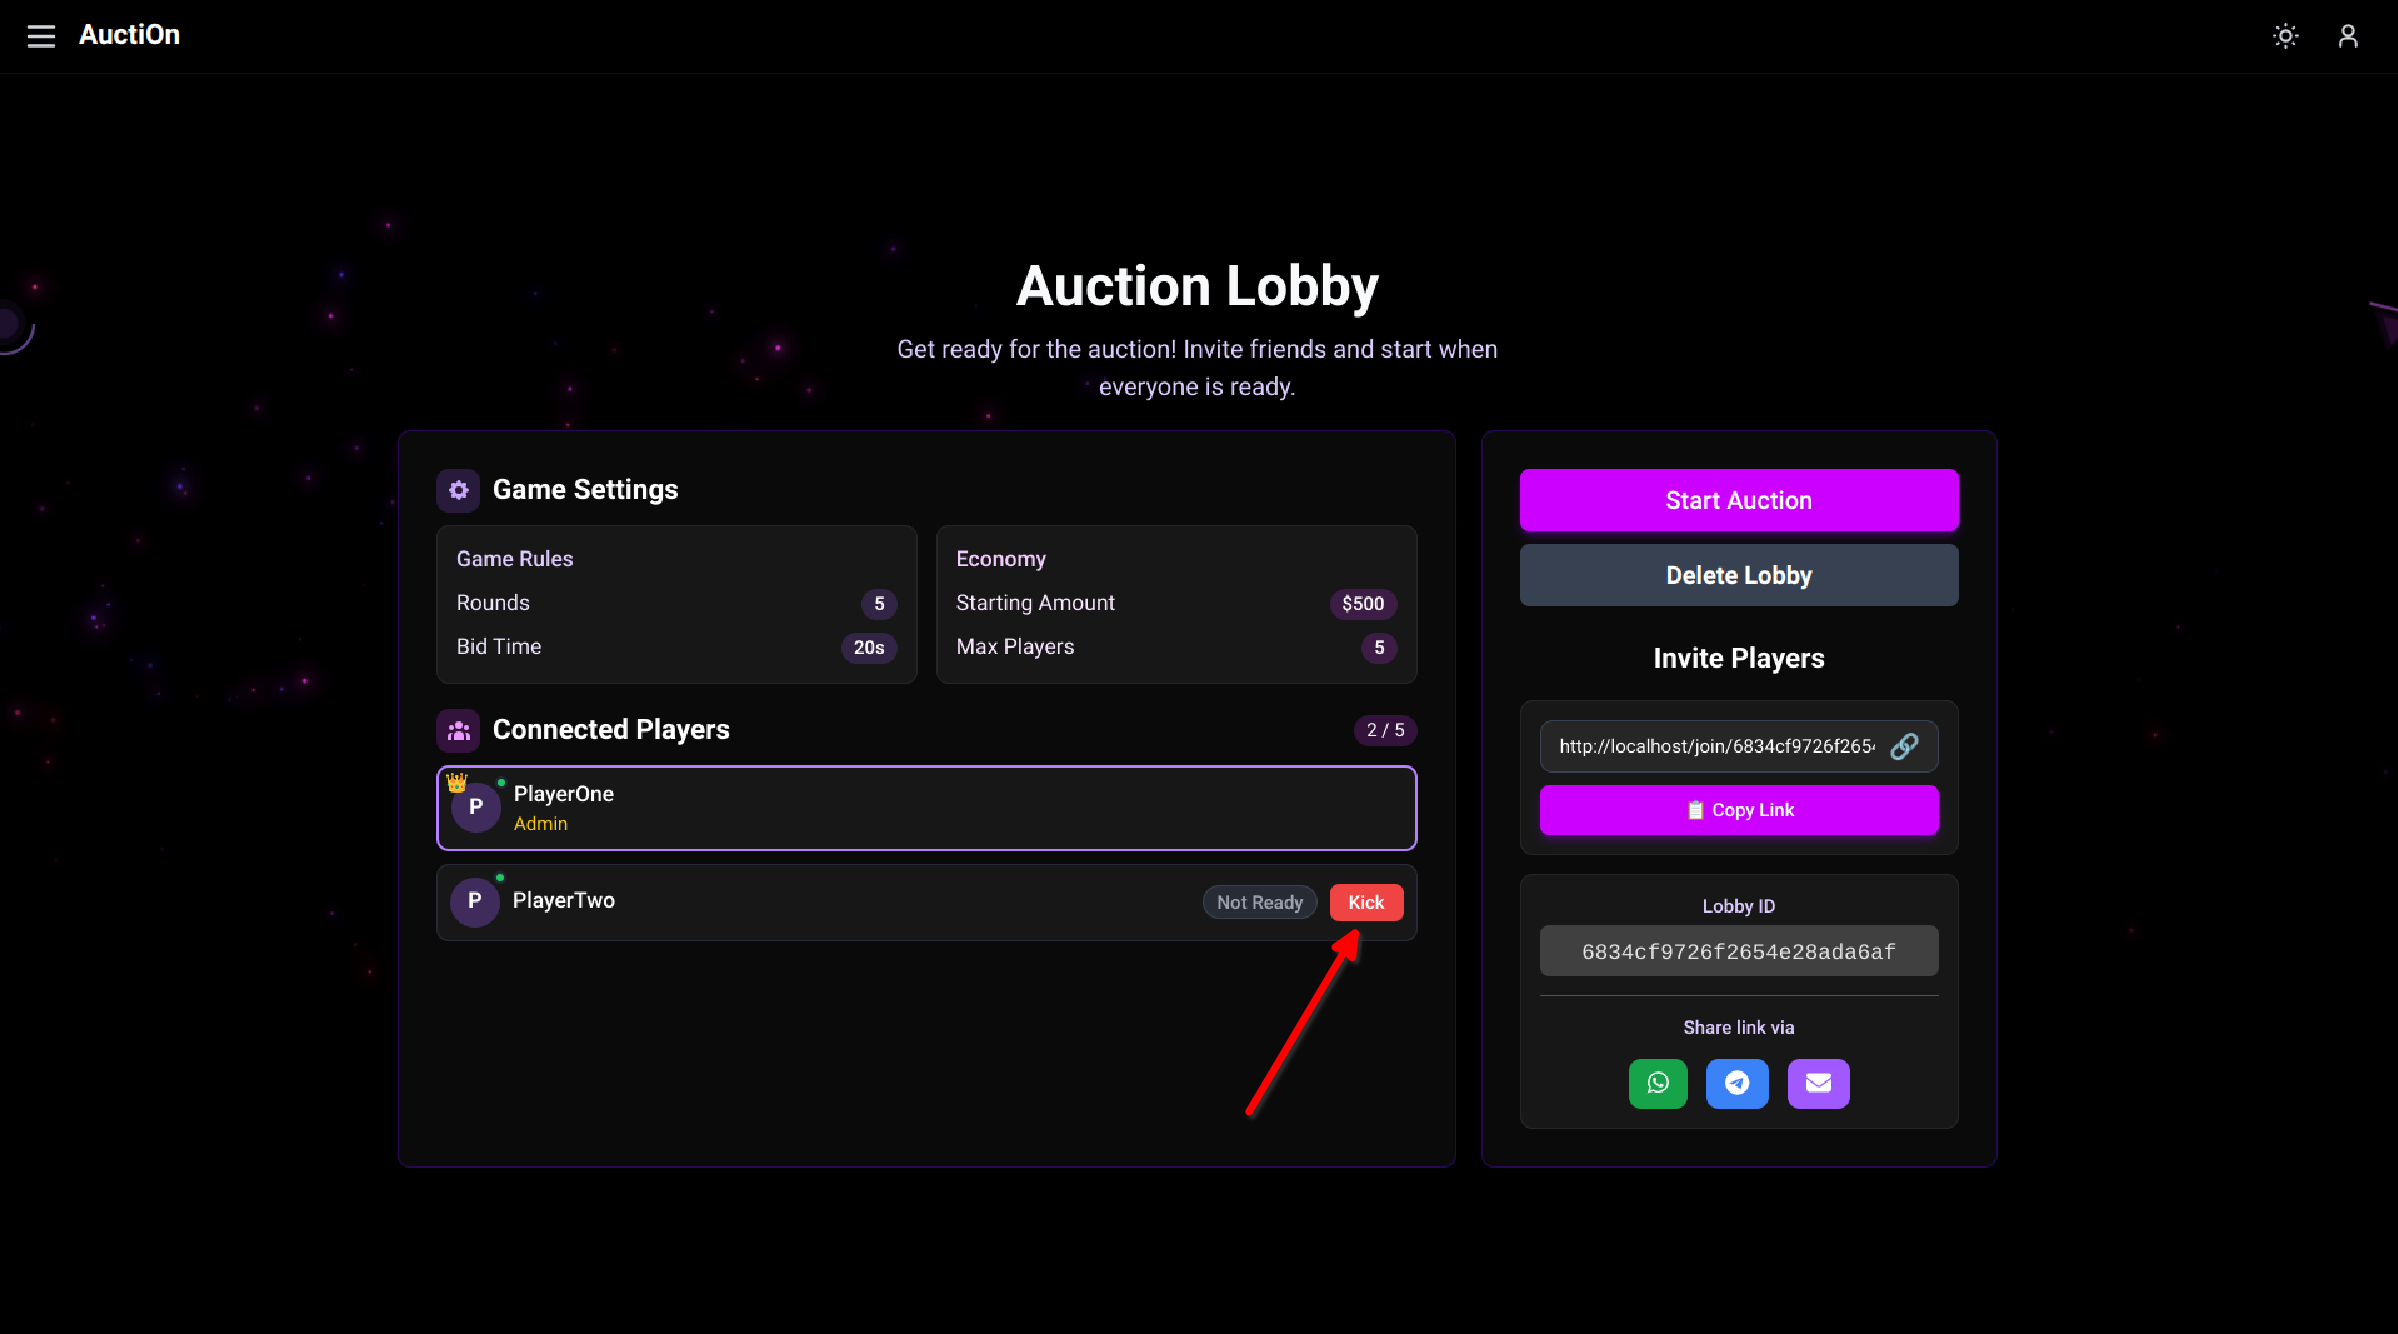 AuctiOn
Auction Lobby
Get ready for the auction! Invite friends and start when
everyone is ready.
Game Settings
Game Rules
Rounds 5
Bid Time 20s
Economy
Starting Amount $500
Max Players 5
Connected Players 2 / 5
P PlayerOne
Admin
P PlayerTwo Not Ready Kick
Start Auction
Delete Lobby
Invite Players
http://localhost/join/6834cf9726f2654
Copy Link
Lobby ID
6834cf9726f2654e28ada6af
Share link via